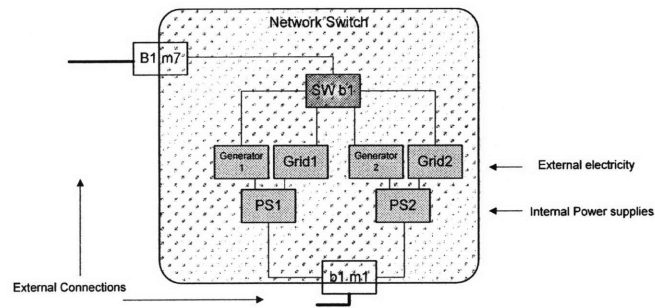 Network Switch
B1 m7
SW b1
Generator
1
Grid1
Generator
2
Grid2
External electricity
PS1
PS2
Internal Power supplies
b1 m1
External Connections